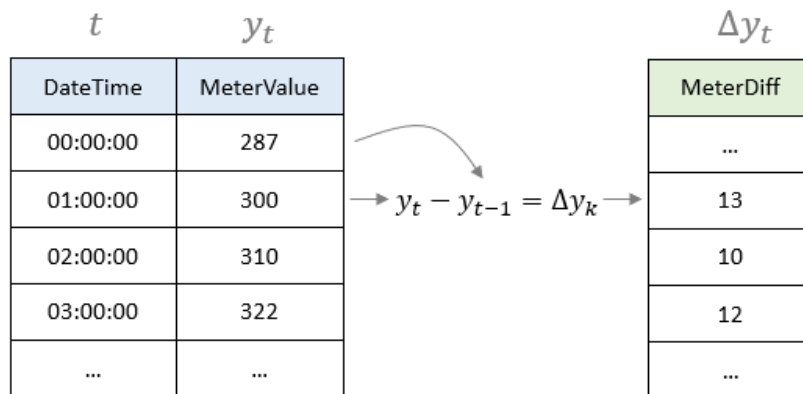 t y_t Δy_t
DateTime MeterValue MeterDiff
00:00:00 287 ...
01:00:00 300 y_t − y_{t−1} = Δy_k 13
02:00:00 310 10
03:00:00 322 12
... ... ...